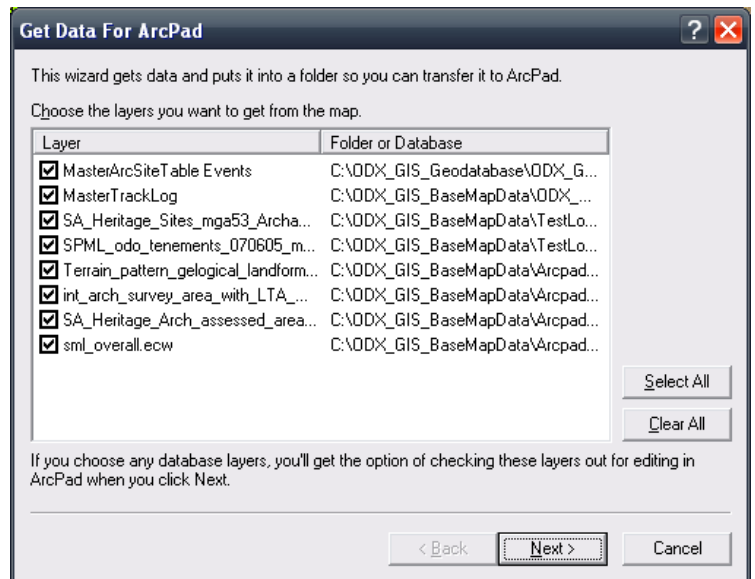 Get Data For ArcPad
This wizard gets data and puts it into a folder so you can transfer it to ArcPad.
Choose the layers you want to get from the map.
Layer Folder or Database
MasterArcSiteTable Events C:\ODX_GIS_Geodatabase\ODX_G...
MasterTrackLog C:\ODX_GIS_BaseMapData\ODX_...
SA_Heritage_Sites_mga53_Archa... C:\ODX_GIS_BaseMapData\TestLo...
SPML_odo_tenements_070605_m... C:\ODX_GIS_BaseMapData\TestLo...
Terrain_pattern_gelogical_landform... C:\ODX_GIS_BaseMapData\Arcpad...
int_arch_survey_area_with_LTA_... C:\ODX_GIS_BaseMapData\Arcpad...
SA_Heritage_Arch_assessed_area... C:\ODX_GIS_BaseMapData\Arcpad...
sml_overall.ecw C:\ODX_GIS_BaseMapData\Arcpad...
Select All
Clear All
If you choose any database layers, you'll get the option of checking these layers out for editing in
ArcPad when you click Next.
< Back Next > Cancel